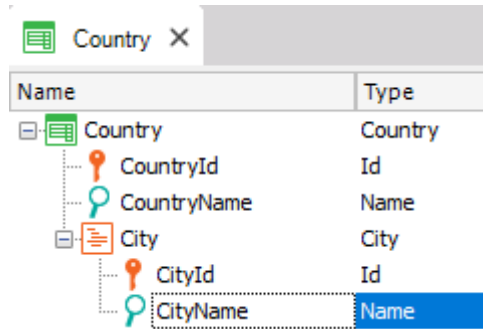 Country
Name Type
Country Country
CountryId Id
CountryName Name
City City
CityId Id
CityName Name